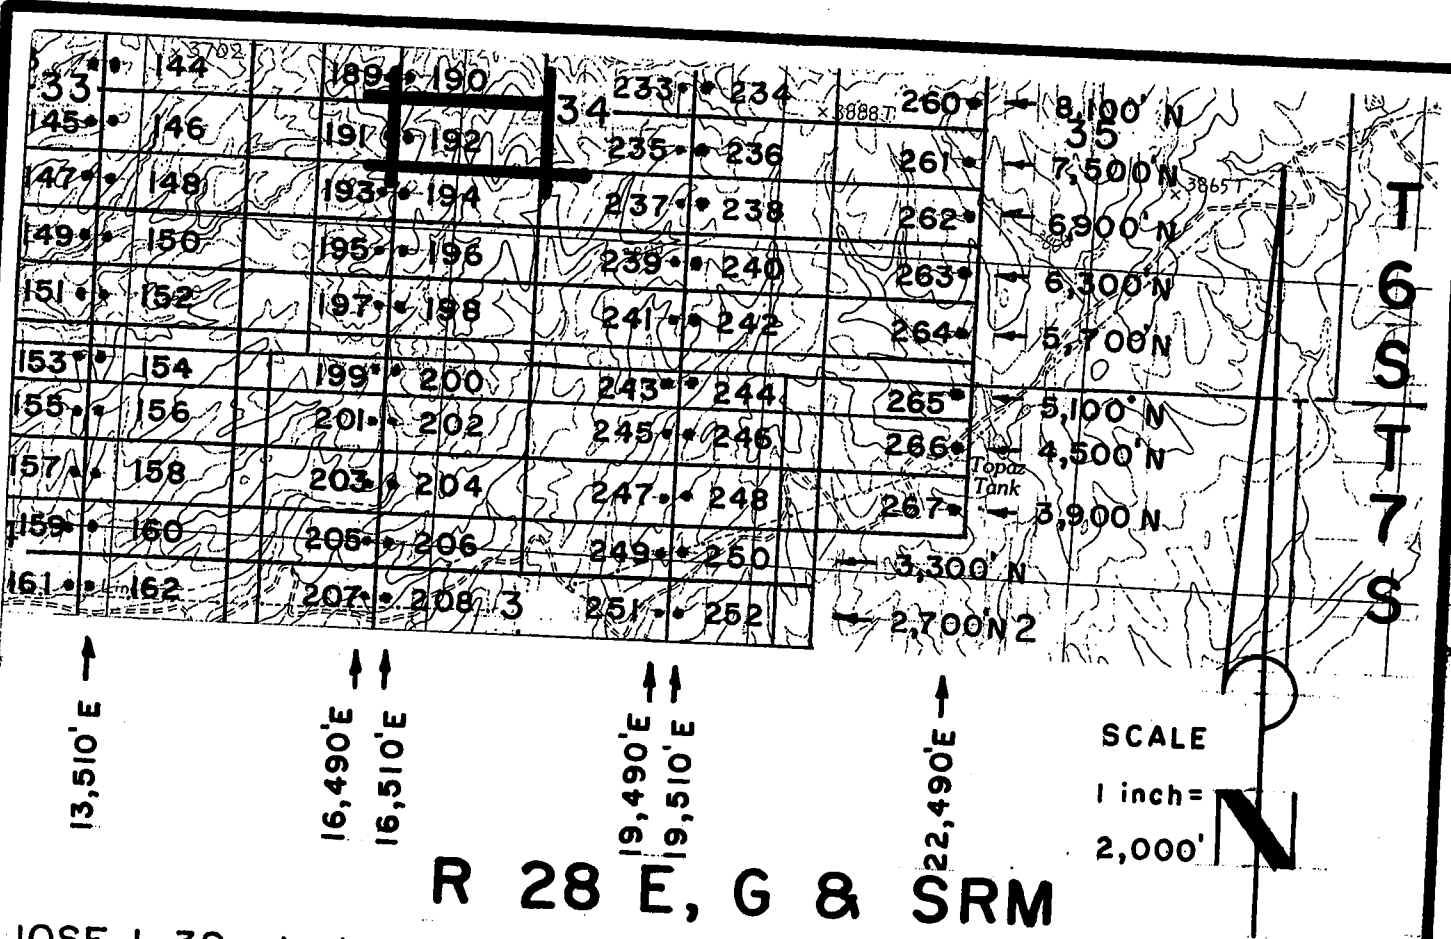 33 144 × 3702 189 190 34 233 234 × 3888T 260 8,100' N
35
145 146 191 192 235 236 261 7,500' N
147 148 193 194 237 238 262 6,900' N × 3865T
T
149 150 195 196 239 240 263 6,300' N
6
151 152 197 198 241 242 264 5,700' N
S
153 154 199 200 243 244 265 5,100' N
155 156 201 202 245 246 266 4,500' N
T
Topaz
Tank
157 158 203 204 247 248 267 3,900 N
7
159 160 205 206 249 250 3,300' N
S
161 162 207 208 3 251 252 2,700' N 2
13,510' E 16,490' E 16,510' E 19,490' E 19,510' E 22,490' E
SCALE
1 inch=
2,000'
N
R 28 E, G & SRM